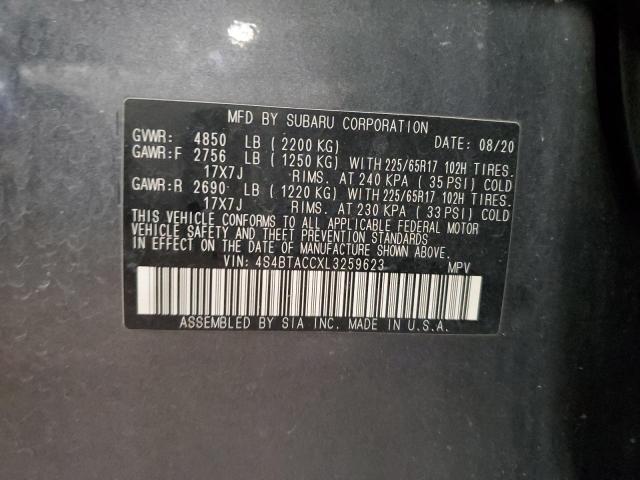 MFD BY SUBARU CORPORATION
GVWR: 4850 LB (2200 KG) DATE: 08/20
GAWR:F 2756 LB (1250 KG) WITH 225/65R17 102H TIRES.
17X7J RIMS. AT 240 KPA (35 PSI) COLD
GAWR:R 2690 LB (1220 KG) WITH 225/65R17 102H TIRES.
17X7J RIMS. AT 230 KPA (33 PSI) COLD
THIS VEHICLE CONFORMS TO ALL APPLICABLE FEDERAL MOTOR
VEHICLE SAFETY AND THEFT PREVENTION STANDARDS
IN EFFECT ON THE DATE OF MANUFACTURE SHOWN ABOVE.
VIN: 4S4BTACCXL3259623 MPV
ASSEMBLED BY SIA INC. MADE IN U.S.A.